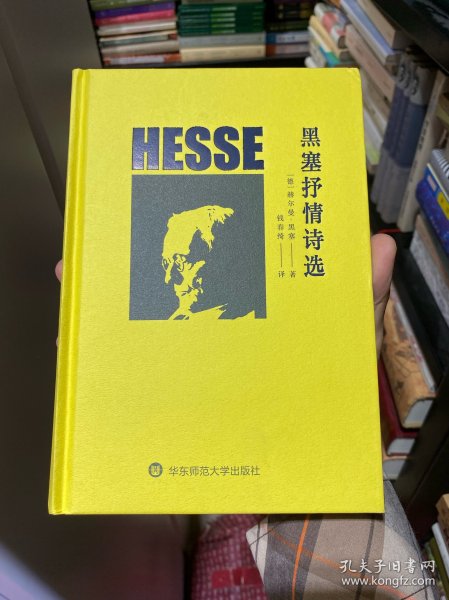 HESSE
黑塞抒情诗选
[德]赫尔曼·黑塞——著
钱春绮——译
华东师范大学出版社
孔夫子旧书网
www.kongfz.com